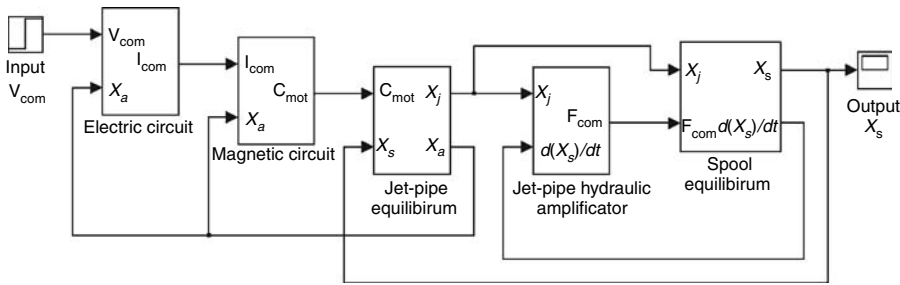 Input
V_com
V_com
I_com
X_a
Electric circuit
I_com
C_mot
X_a
Magnetic circuit
C_mot X_j
X_s X_a
Jet-pipe
equilibirum
X_j
F_com
d(X_s)/dt
Jet-pipe hydraulic
amplificator
X_j X_s
F_com d(X_s)/dt
Spool
equilibirum
Output
X_s